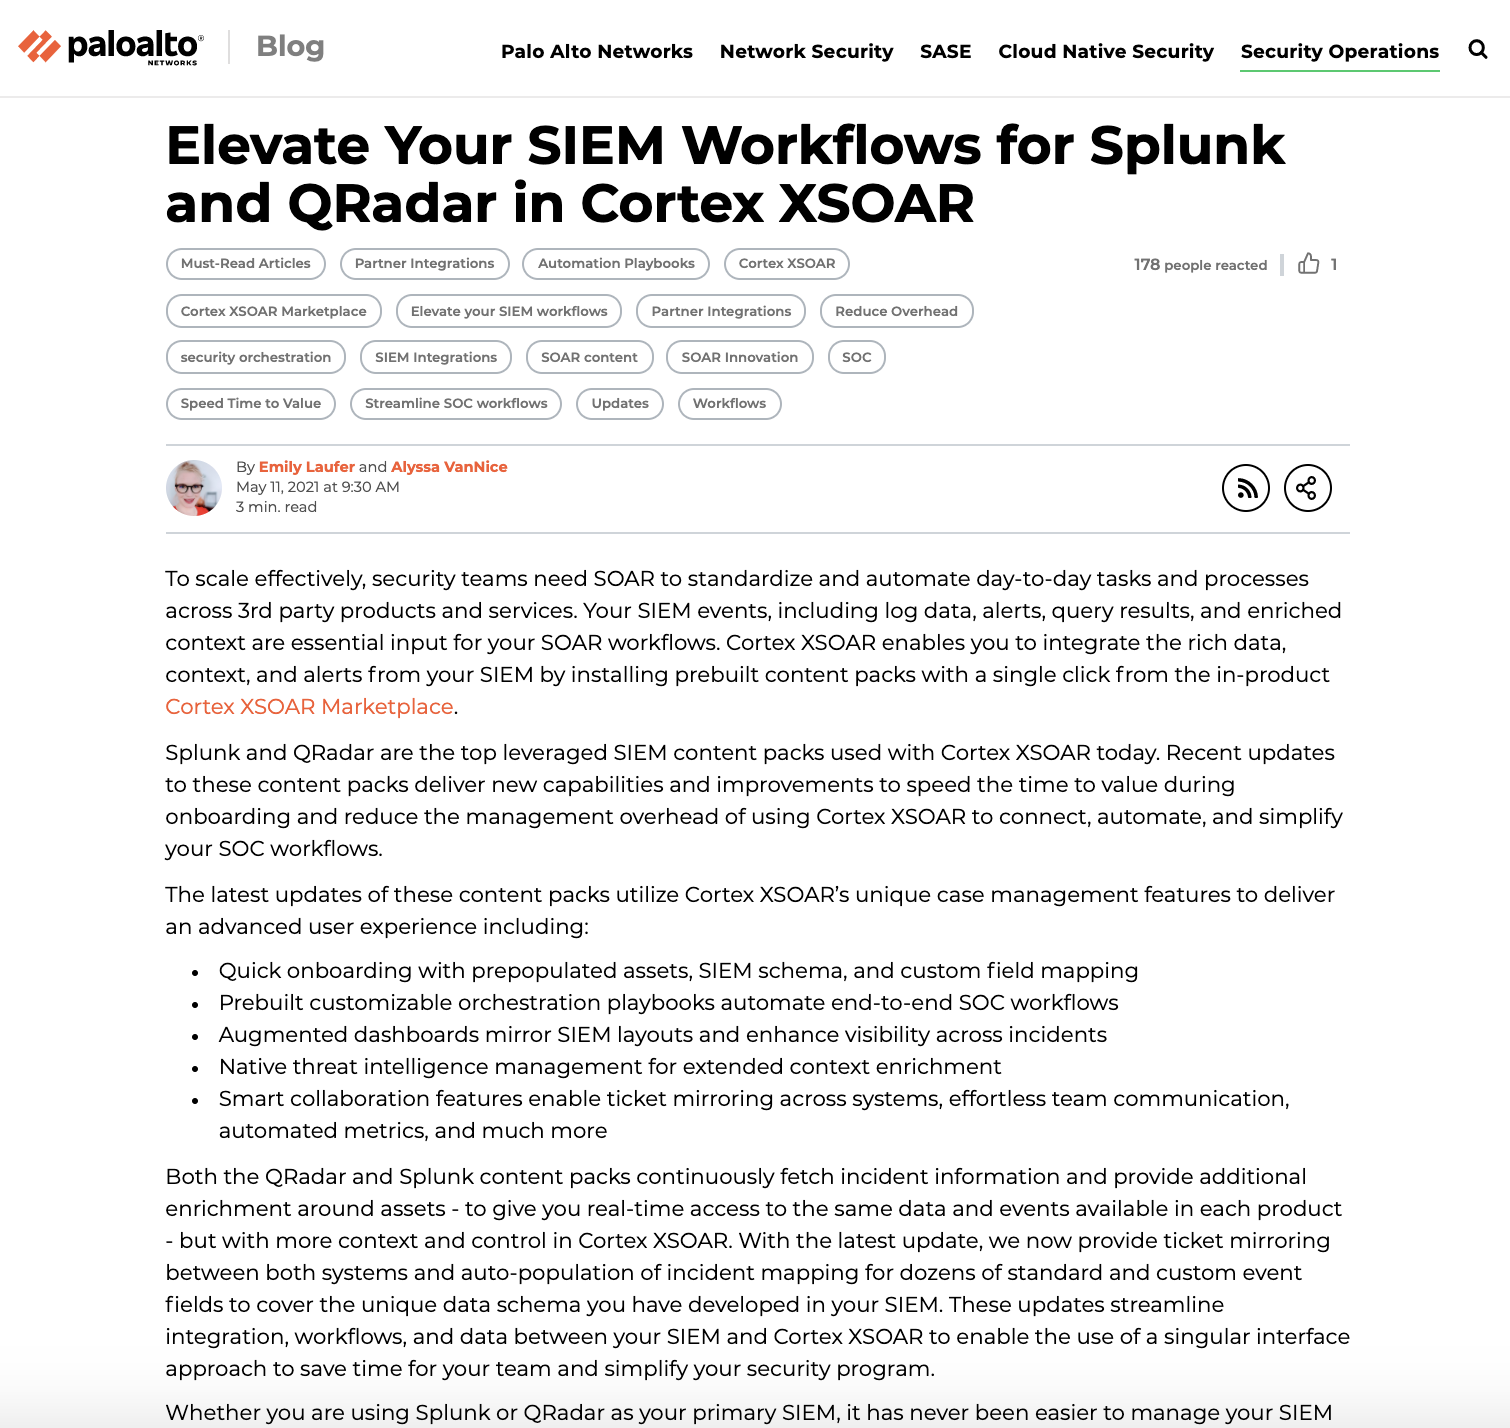 paloalto®
NETWORKS
Blog
Palo Alto Networks
Network Security
SASE
Cloud Native Security
Security Operations
Elevate Your SIEM Workflows for Splunk
and QRadar in Cortex XSOAR
Must-Read Articles
Partner Integrations
Automation Playbooks
Cortex XSOAR
178 people reacted
1
Cortex XSOAR Marketplace
Elevate your SIEM workflows
Partner Integrations
Reduce Overhead
security orchestration
SIEM Integrations
SOAR content
SOAR Innovation
SOC
Speed Time to Value
Streamline SOC workflows
Updates
Workflows
By Emily Laufer and Alyssa VanNice
May 11, 2021 at 9:30 AM
3 min. read
To scale effectively, security teams need SOAR to standardize and automate day-to-day tasks and processes
across 3rd party products and services. Your SIEM events, including log data, alerts, query results, and enriched
context are essential input for your SOAR workflows. Cortex XSOAR enables you to integrate the rich data,
context, and alerts from your SIEM by installing prebuilt content packs with a single click from the in-product
Cortex XSOAR Marketplace.
Splunk and QRadar are the top leveraged SIEM content packs used with Cortex XSOAR today. Recent updates
to these content packs deliver new capabilities and improvements to speed the time to value during
onboarding and reduce the management overhead of using Cortex XSOAR to connect, automate, and simplify
your SOC workflows.
The latest updates of these content packs utilize Cortex XSOAR’s unique case management features to deliver
an advanced user experience including:
• Quick onboarding with prepopulated assets, SIEM schema, and custom field mapping
• Prebuilt customizable orchestration playbooks automate end-to-end SOC workflows
• Augmented dashboards mirror SIEM layouts and enhance visibility across incidents
• Native threat intelligence management for extended context enrichment
• Smart collaboration features enable ticket mirroring across systems, effortless team communication,
automated metrics, and much more
Both the QRadar and Splunk content packs continuously fetch incident information and provide additional
enrichment around assets - to give you real-time access to the same data and events available in each product
- but with more context and control in Cortex XSOAR. With the latest update, we now provide ticket mirroring
between both systems and auto-population of incident mapping for dozens of standard and custom event
fields to cover the unique data schema you have developed in your SIEM. These updates streamline
integration, workflows, and data between your SIEM and Cortex XSOAR to enable the use of a singular interface
approach to save time for your team and simplify your security program.
Whether you are using Splunk or QRadar as your primary SIEM, it has never been easier to manage your SIEM